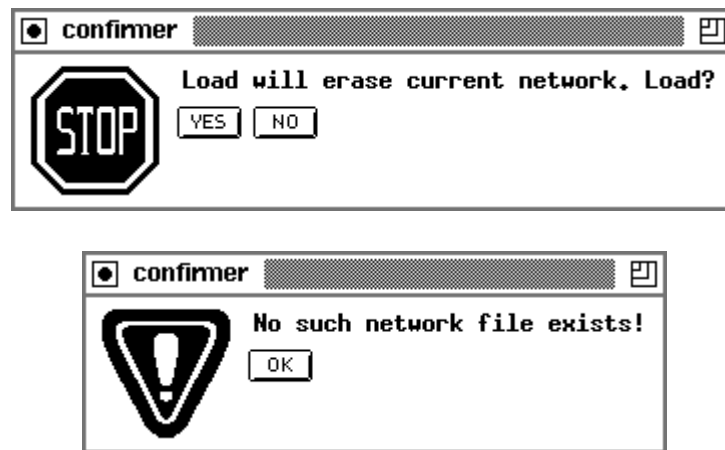 confirmer
Load will erase current network. Load?
STOP
YES NO
confirmer
No such network file exists!
OK